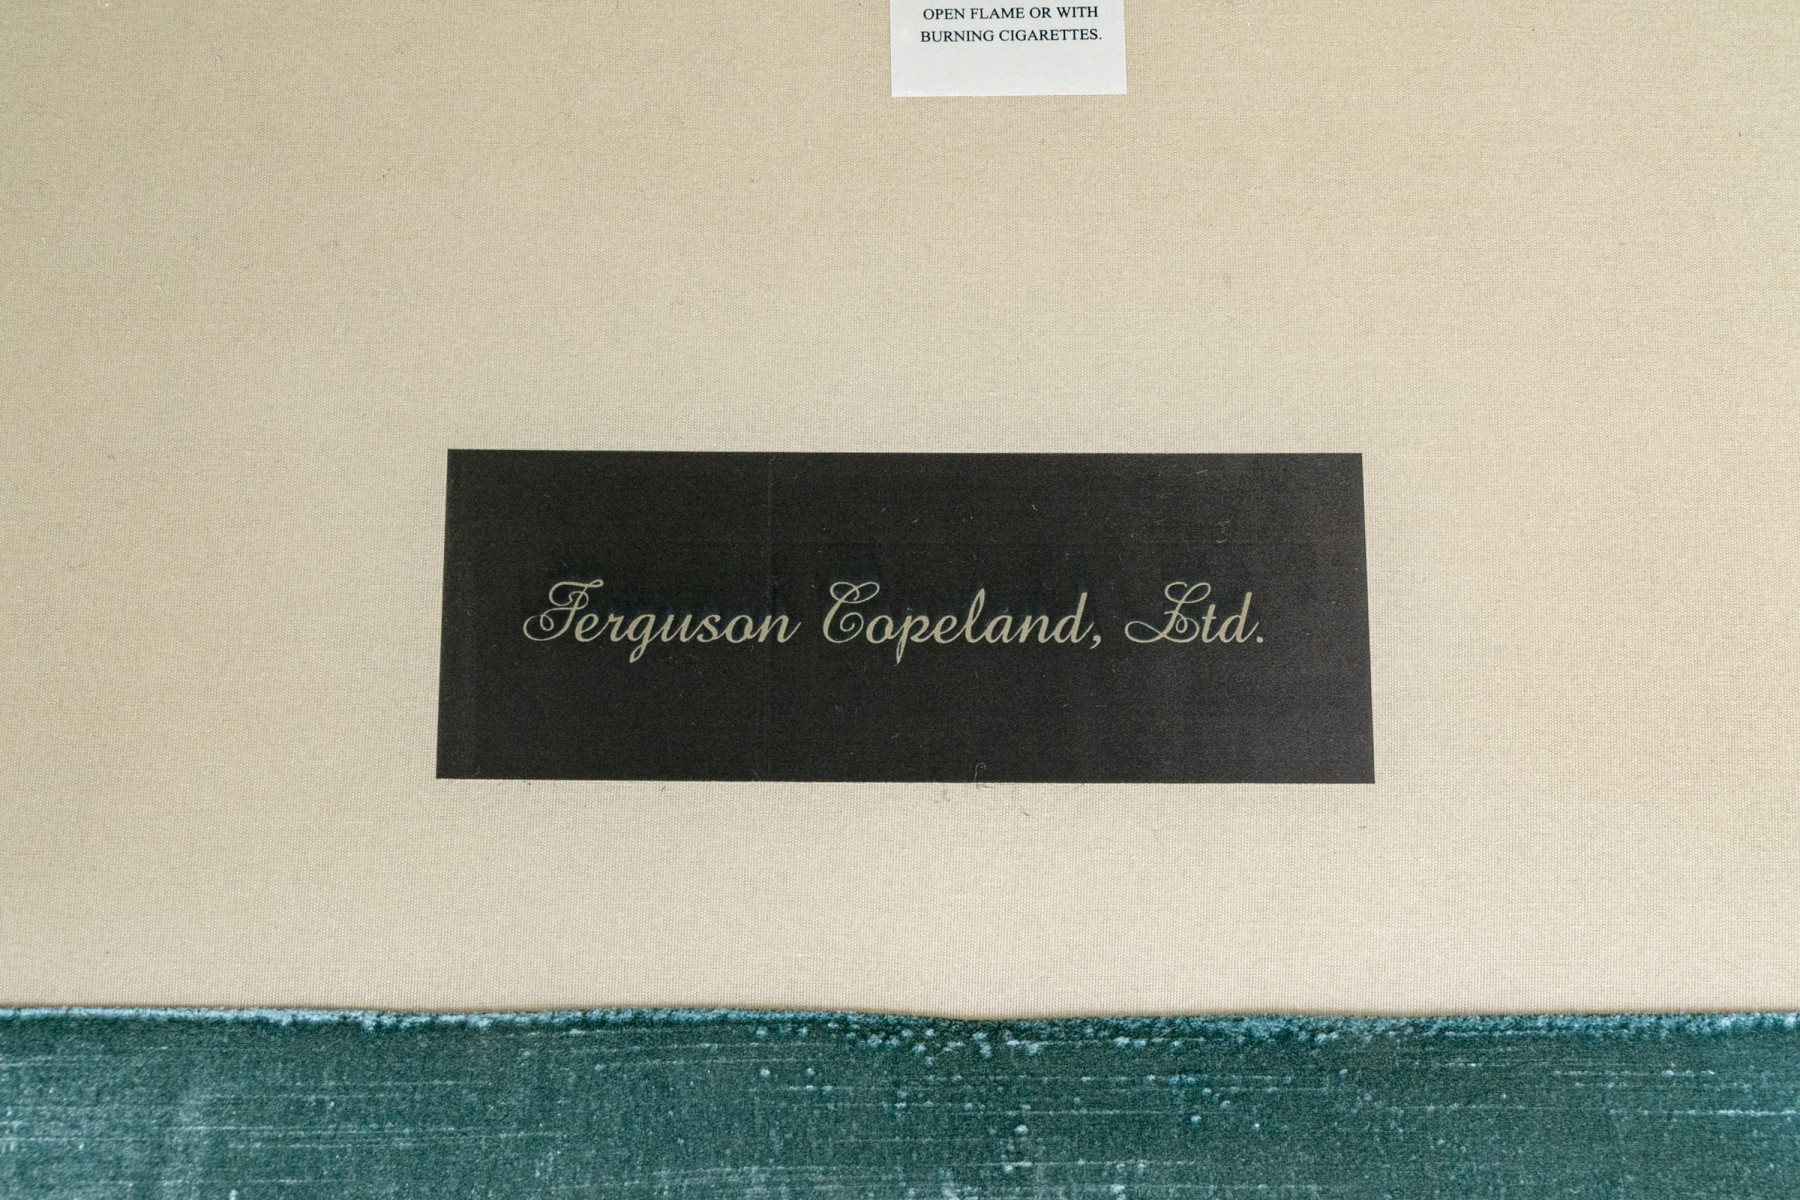 OPEN FLAME OR WITH
BURNING CIGARETTES.
Ferguson Copeland, Ltd.